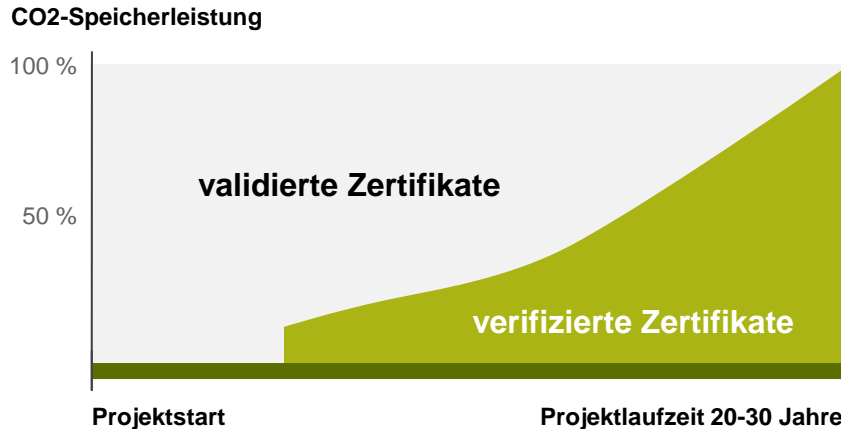 CO2-Speicherleistung
100 %
validierte Zertifikate
50 %
verifizierte Zertifikate
Projektstart
Projektlaufzeit 20-30 Jahre